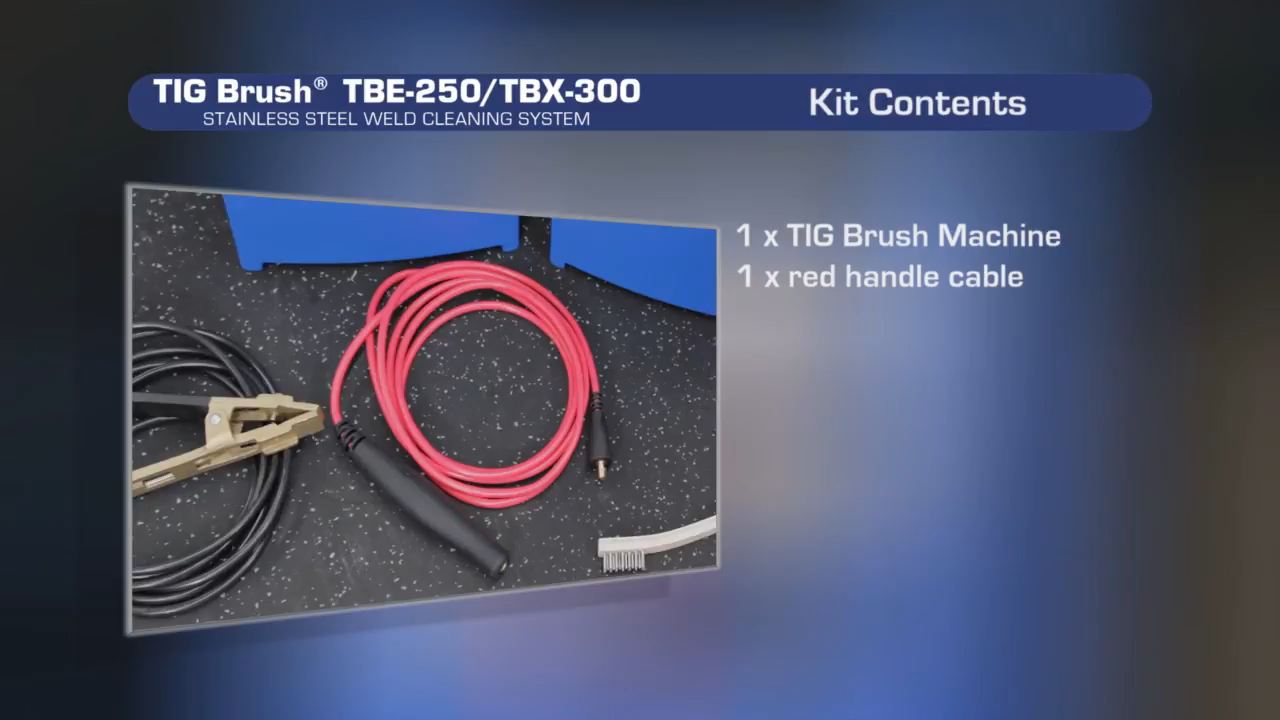 TIG Brush® TBE-250/TBX-300
STAINLESS STEEL WELD CLEANING SYSTEM
Kit Contents
1 x TIG Brush Machine
1 x red handle cable